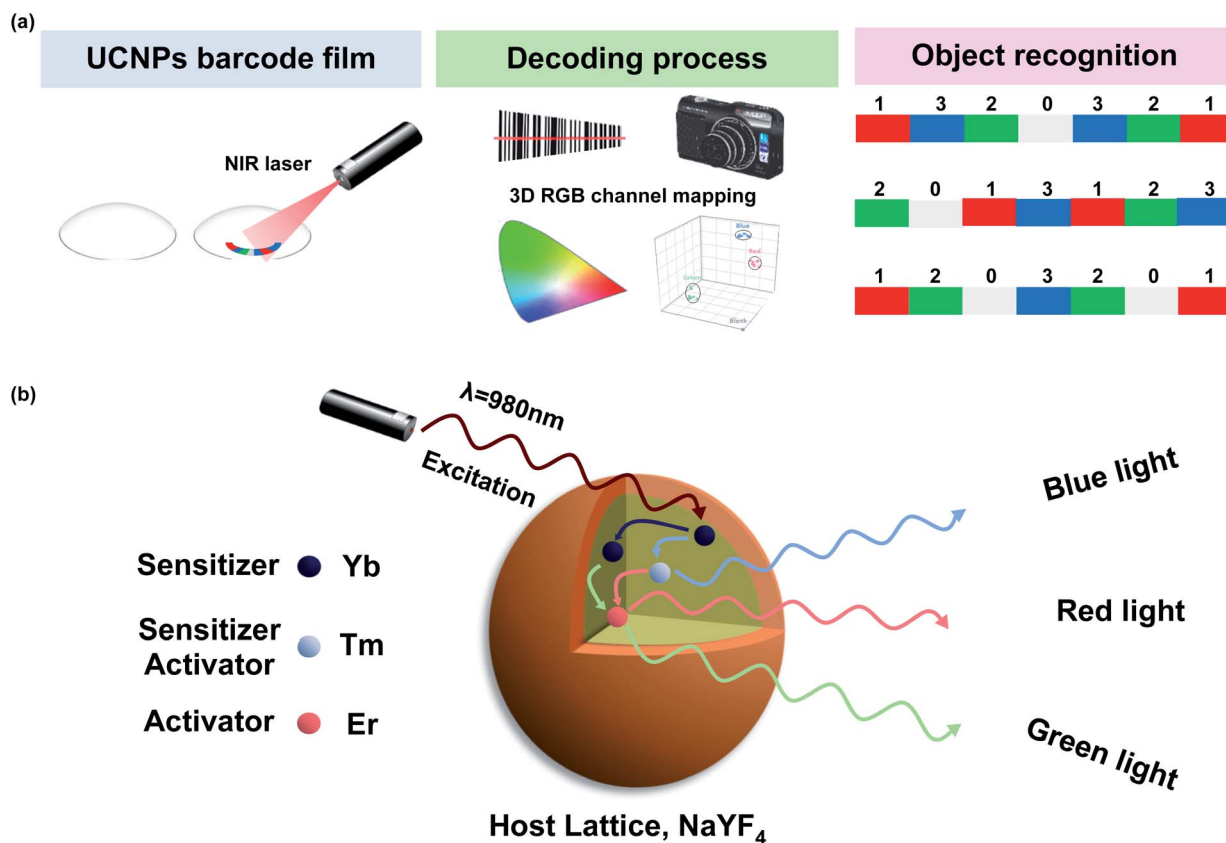 (a)
UCNPs barcode film
Decoding process
Object recognition
NIR laser
3D RGB channel mapping
Blue
Red
Green
Blank
1 3 2 0 3 2 1
2 0 1 3 1 2 3
1 2 0 3 2 0 1
(b)
λ=980nm
Excitation
Blue light
Red light
Green light
Sensitizer Yb
Sensitizer
Activator Tm
Activator Er
Host Lattice, NaYF4